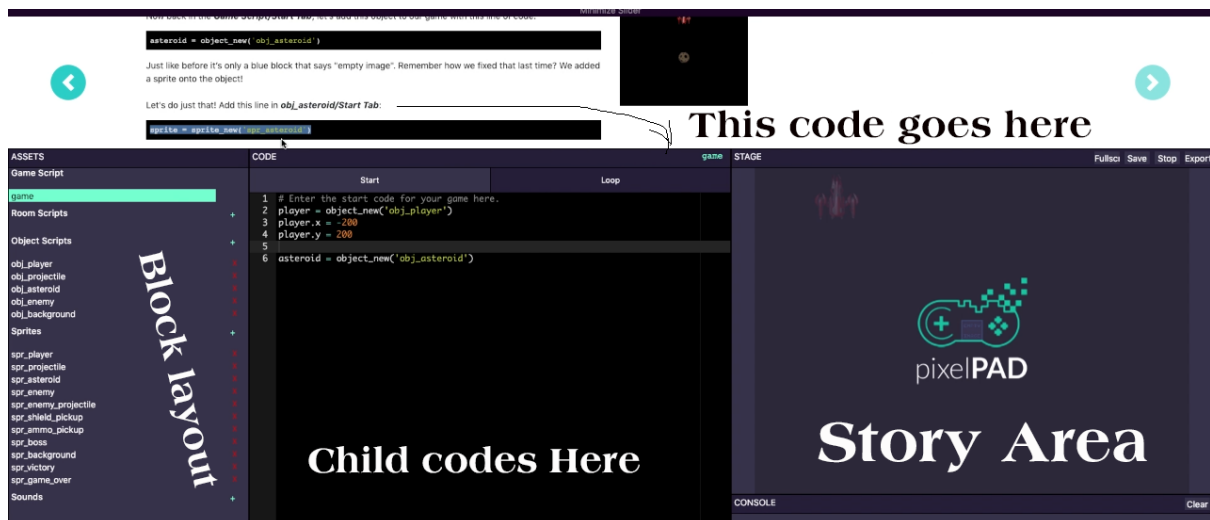 Minimize Slider
Now back in the Game Script/Start Tab, let's add this object to our game with this line of code:
asteroid = object_new('obj_asteroid')
Just like before it's only a blue block that says "empty image". Remember how we fixed that last time? We added
a sprite onto the object!
Let's do just that! Add this line in obj_asteroid/Start Tab:
sprite = sprite_new('spr_asteroid')
This code goes here
ASSETS
Game Script
game
Room Scripts +
Object Scripts +
obj_player X
obj_projectile X
obj_asteroid X
obj_enemy X
obj_background X
Sprites +
spr_player X
spr_projectile X
spr_asteroid X
spr_enemy X
spr_enemy_projectile X
spr_shield_pickup X
spr_ammo_pickup X
spr_boss X
spr_background X
spr_victory X
spr_game_over X
Sounds +
Block layout
CODE game
Start Loop
1 # Enter the start code for your game here.
2 player = object_new('obj_player')
3 player.x = -200
4 player.y = 200
5
6 asteroid = object_new('obj_asteroid')
Child codes Here
STAGE Fullsc Save Stop Export
pixelPAD
Story Area
CONSOLE Clear